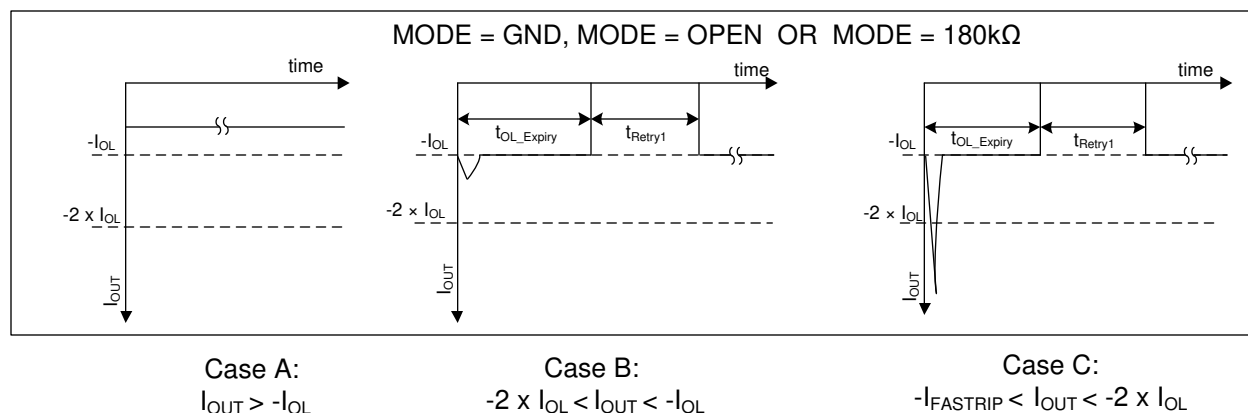 MODE = GND, MODE = OPEN OR MODE = 180kΩ
time
-IOL
-2 x IOL
IOUT
time
tOL_Expiry
tRetry1
-IOL
-2 × IOL
IOUT
time
tOL_Expiry
tRetry1
-IOL
-2 × IOL
IOUT
Case A:
IOUT > -IOL
Case B:
-2 x IOL < IOUT < -IOL
Case C:
-IFASTRIP < IOUT < -2 x IOL